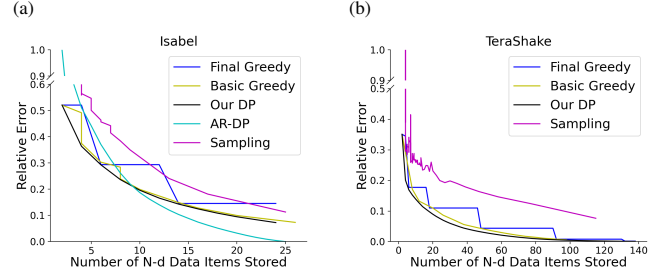 (a)
Isabel
Relative Error
1.0
0.9
0.6
0.5
0.4
0.3
0.2
0.1
0.0
Final Greedy
Basic Greedy
Our DP
AR-DP
Sampling
5 10 15 20 25
Number of N-d Data Items Stored
(b)
TeraShake
Relative Error
1.0
0.9
0.5
0.4
0.3
0.2
0.1
0.0
Final Greedy
Basic Greedy
Our DP
Sampling
0 20 40 60 80 100 120 140
Number of N-d Data Items Stored